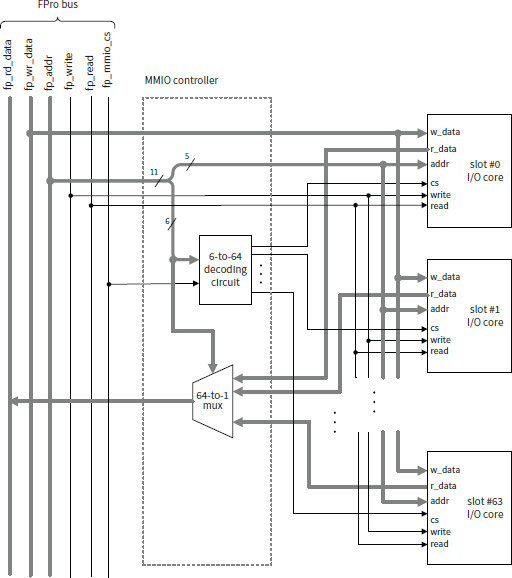 FPro bus
fp_rd_data
fp_wr_data
fp_addr
fp_write
fp_read
fp_mmio_cs
MMIO controller
11
5
6
6-to-64
decoding
circuit
64-to-1
mux
w_data
r_data
addr
cs
write
read
slot #0
I/O core
w_data
r_data
addr
cs
write
read
slot #1
I/O core
w_data
r_data
addr
cs
write
read
slot #63
I/O core